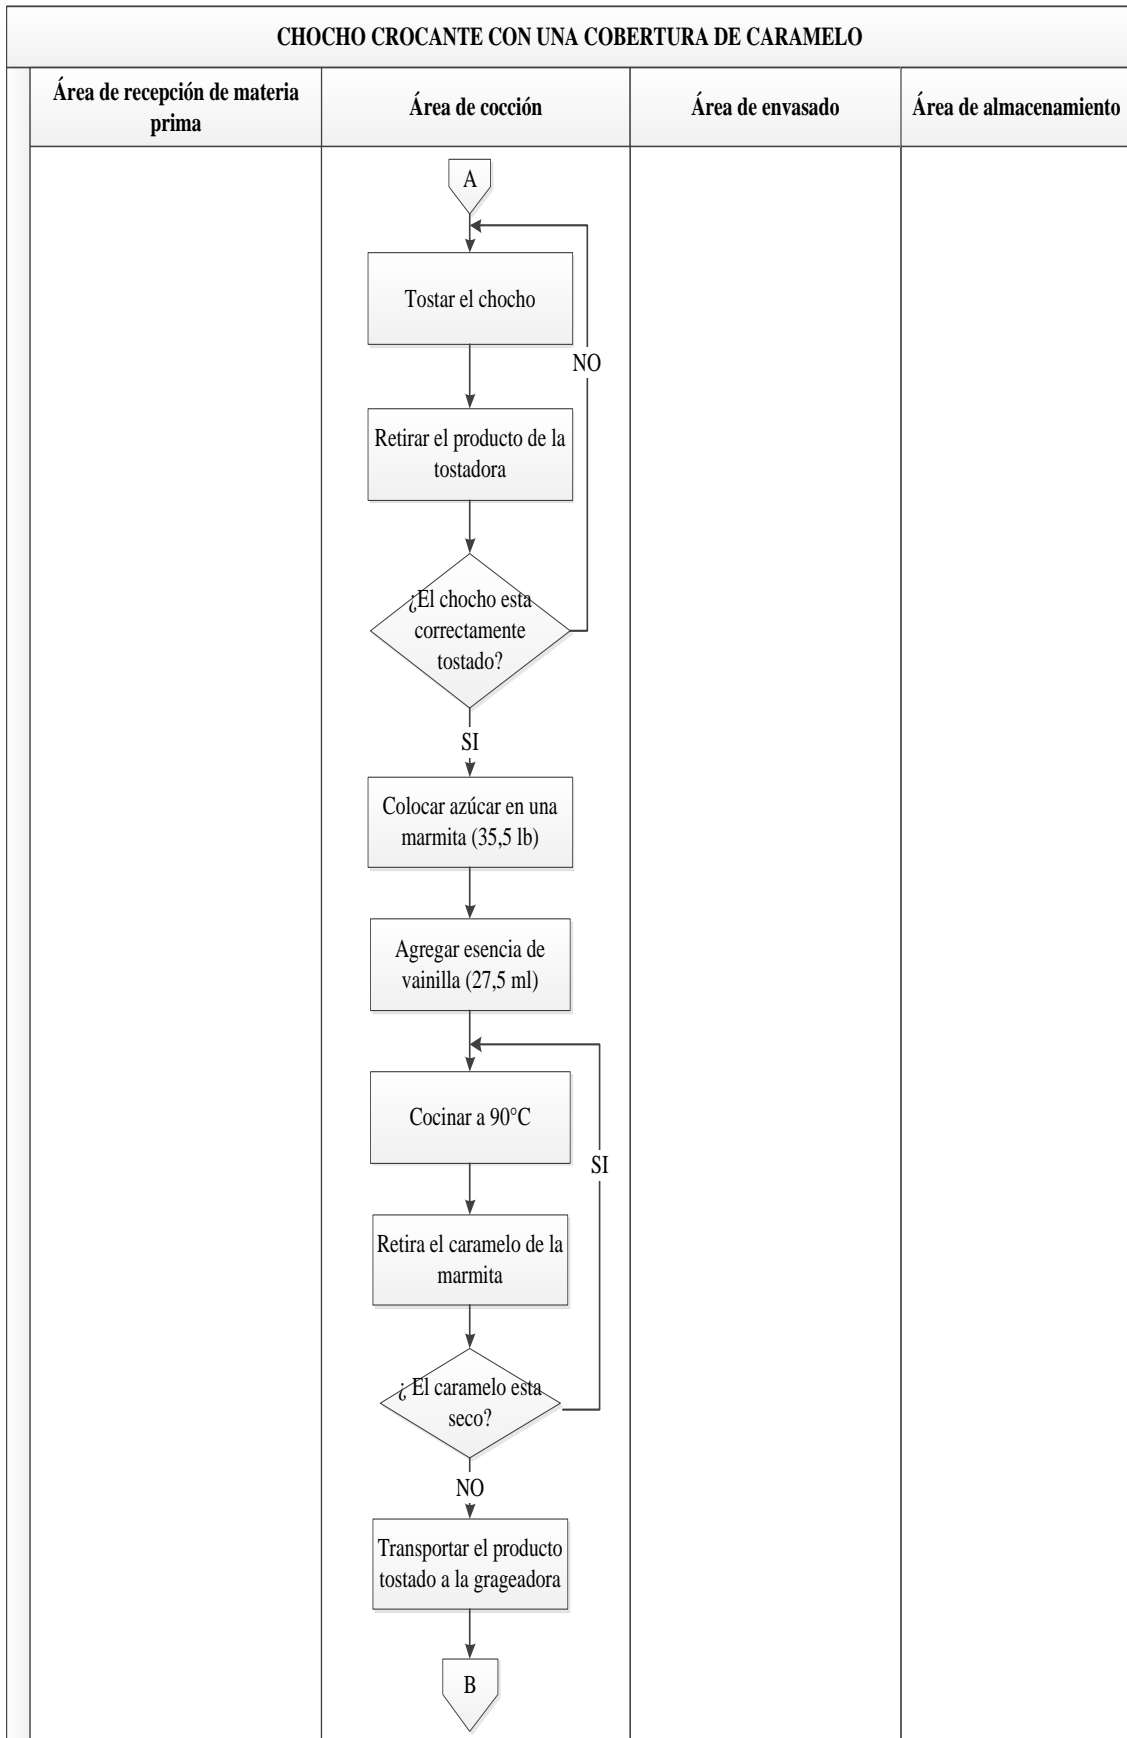 CHOCHO CROCANTE CON UNA COBERTURA DE CARAMELO
Área de recepción de materia
prima
Área de cocción
Área de envasado
Área de almacenamiento
A
Tostar el chocho
NO
Retirar el producto de la
tostadora
¿El chocho esta
correctamente
tostado?
SI
Colocar azúcar en una
marmita (35,5 lb)
Agregar esencia de
vainilla (27,5 ml)
Cocinar a 90°C
SI
Retira el caramelo de la
marmita
¿ El caramelo esta
seco?
NO
Transportar el producto
tostado a la grageadora
B